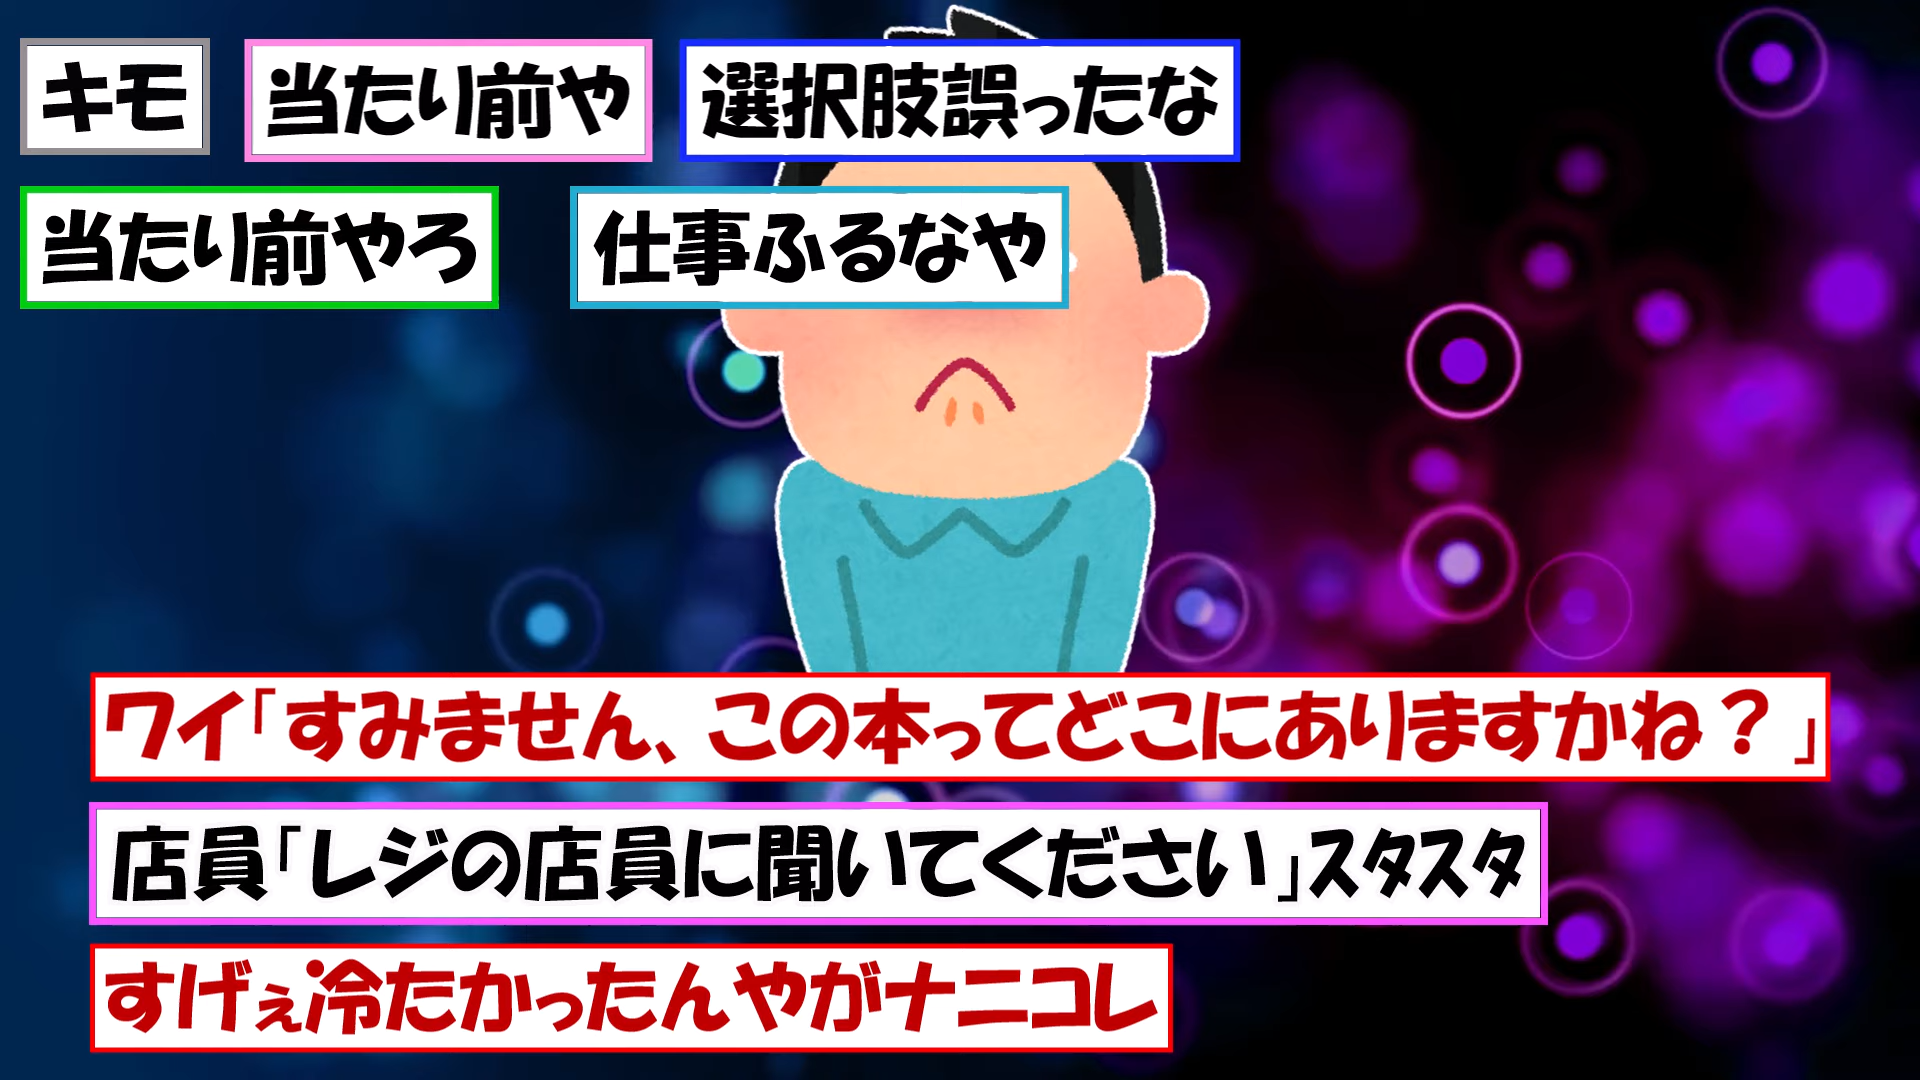 キモ
当たり前や
選択肢誤ったな
当たり前やろ
仕事ふるなや
ワイ「すみません、この本ってどこにありますかね？」
店員「レジの店員に聞いてください」ｽﾀｽﾀ
すげぇ冷たかったんやがナニコレ